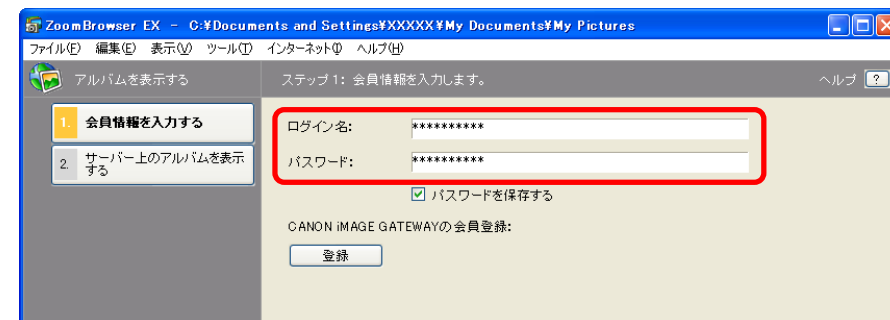 ZoomBrowser EX - C:¥Documents and Settings¥XXXXX¥My Documents¥My Pictures
ファイル(F) 編集(E) 表示(V) ツール(T) インターネット(I) ヘルプ(H)
アルバムを表示する ステップ1: 会員情報を入力します。 ヘルプ ?
1. 会員情報を入力する
2. サーバー上のアルバムを表示
する
ログイン名: **********
パスワード: **********
パスワードを保存する
CANON iMAGE GATEWAYの会員登録:
登録